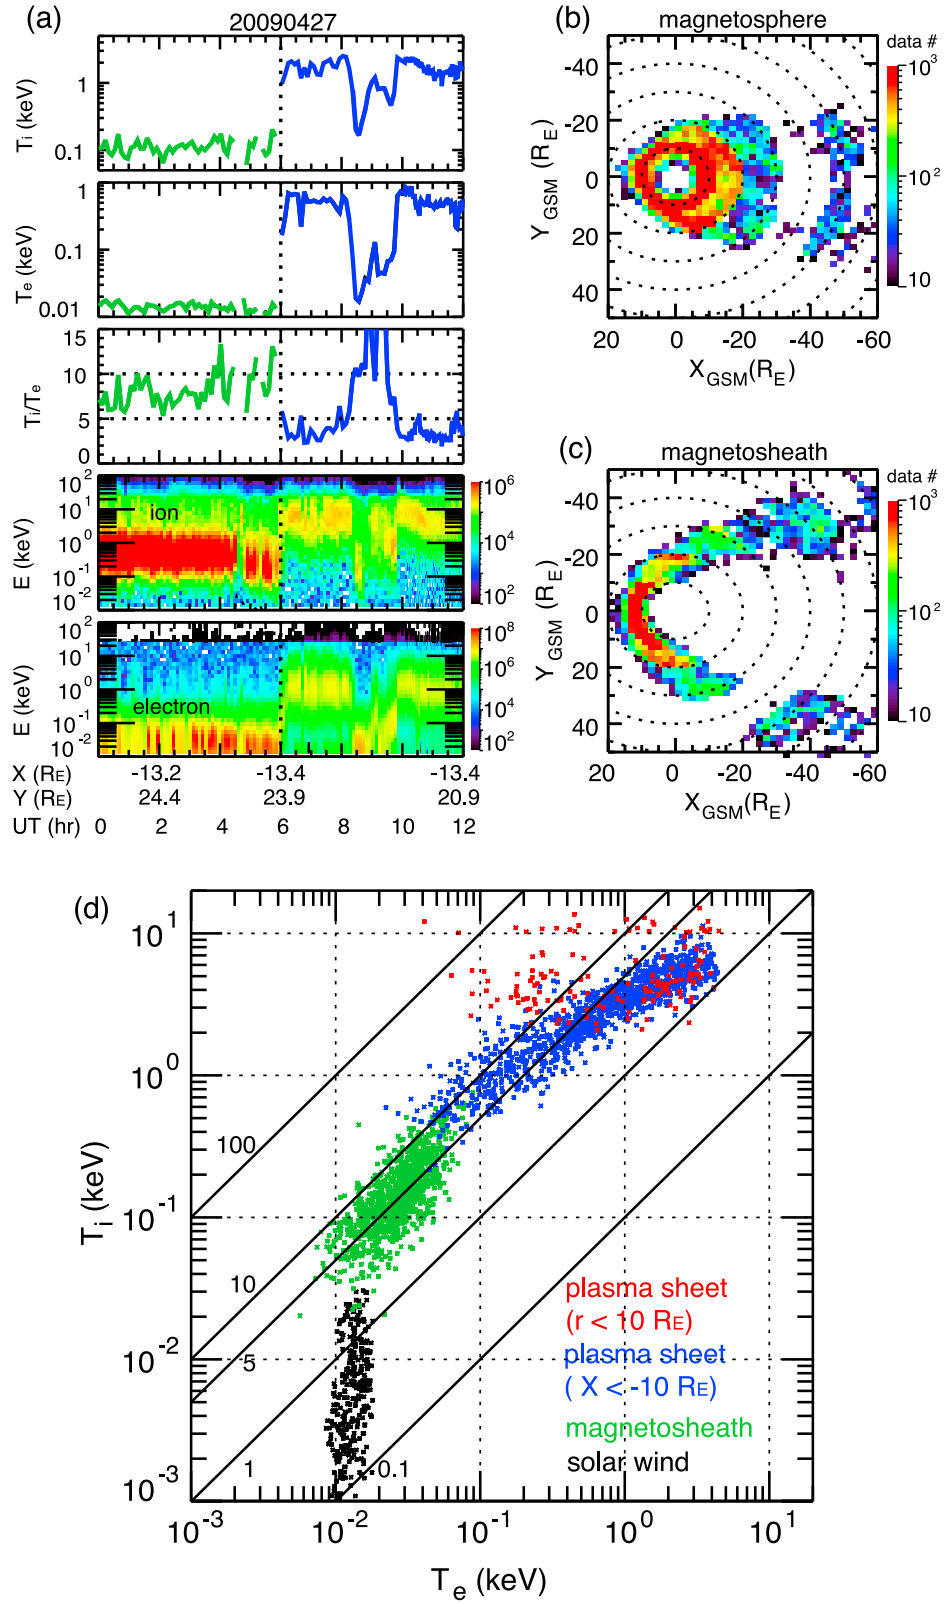 (a)
20090427
Ti (keV)
1
0.1
Te (keV)
1
0.1
0.01
Ti/Te
15
10
5
0
E (keV)
10^2
10^1
10^0
10^-1
10^-2
ion
10^6
10^5
10^4
10^3
10^2
E (keV)
10^2
10^1
10^0
10^-1
10^-2
electron
10^8
10^6
10^4
10^2
X (RE) -13.2 -13.4 -13.4
Y (RE) 24.4 23.9 20.9
UT (hr) 0 2 4 6 8 10 12
(b)
magnetosphere
data #
10^3
10^2
10
YGSM (RE)
-40
-20
0
20
40
20 0 -20 -40 -60
XGSM(RE)
(c)
magnetosheath
data #
10^3
10^2
10
YGSM (RE)
-40
-20
0
20
40
20 0 -20 -40 -60
XGSM(RE)
(d)
Ti (keV)
10^1
10^0
10^-1
10^-2
10^-3
100
10
5
1
0.1
plasma sheet
(r < 10 RE)
plasma sheet
( X < -10 RE)
magnetosheath
solar wind
10^-3 10^-2 10^-1 10^0 10^1
Te (keV)